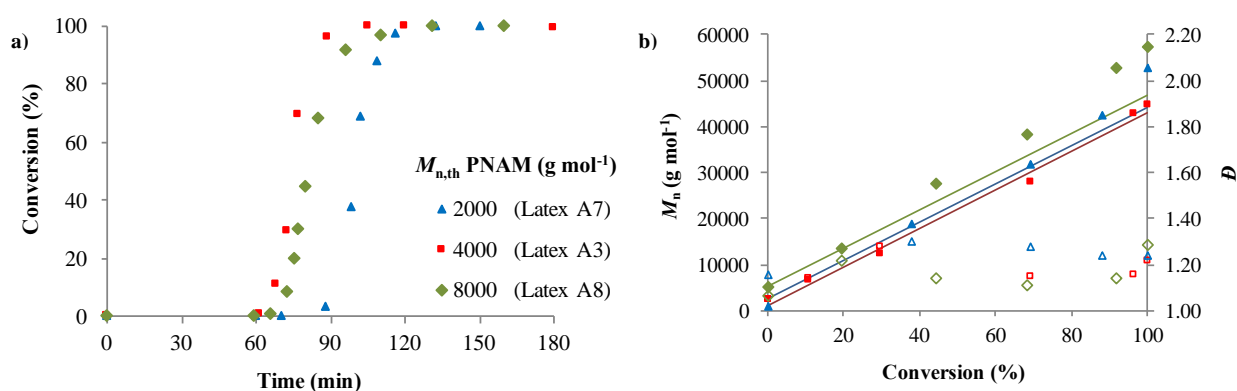 a)
Conversion (%)
100
80
60
40
20
0
0 30 60 90 120 150 180
Time (min)
Mn,th PNAM (g mol-1)
2000 (Latex A7)
4000 (Latex A3)
8000 (Latex A8)
b)
Mn (g mol-1)
60000
50000
40000
30000
20000
10000
0
0 20 40 60 80 100
Conversion (%)
2.20
2.00
1.80
1.60
1.40
1.20
1.00
Đ